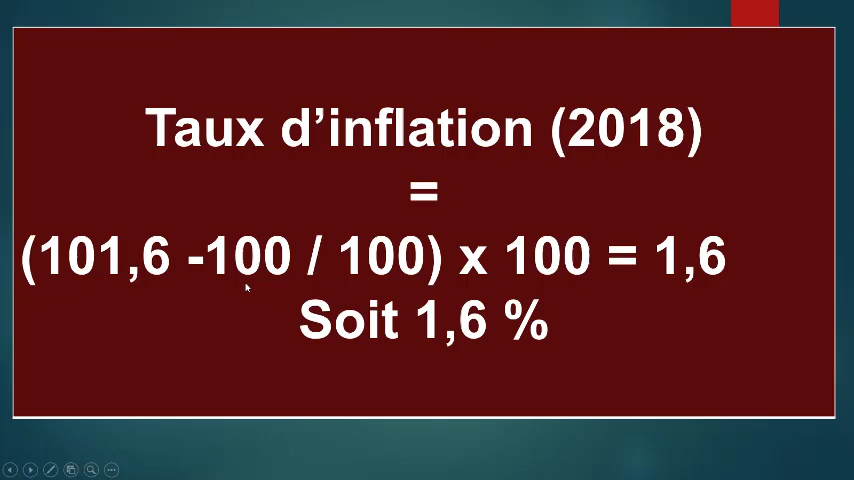 Taux d’inflation (2018)
=
(101,6 -100 / 100) x 100 = 1,6
Soit 1,6 %